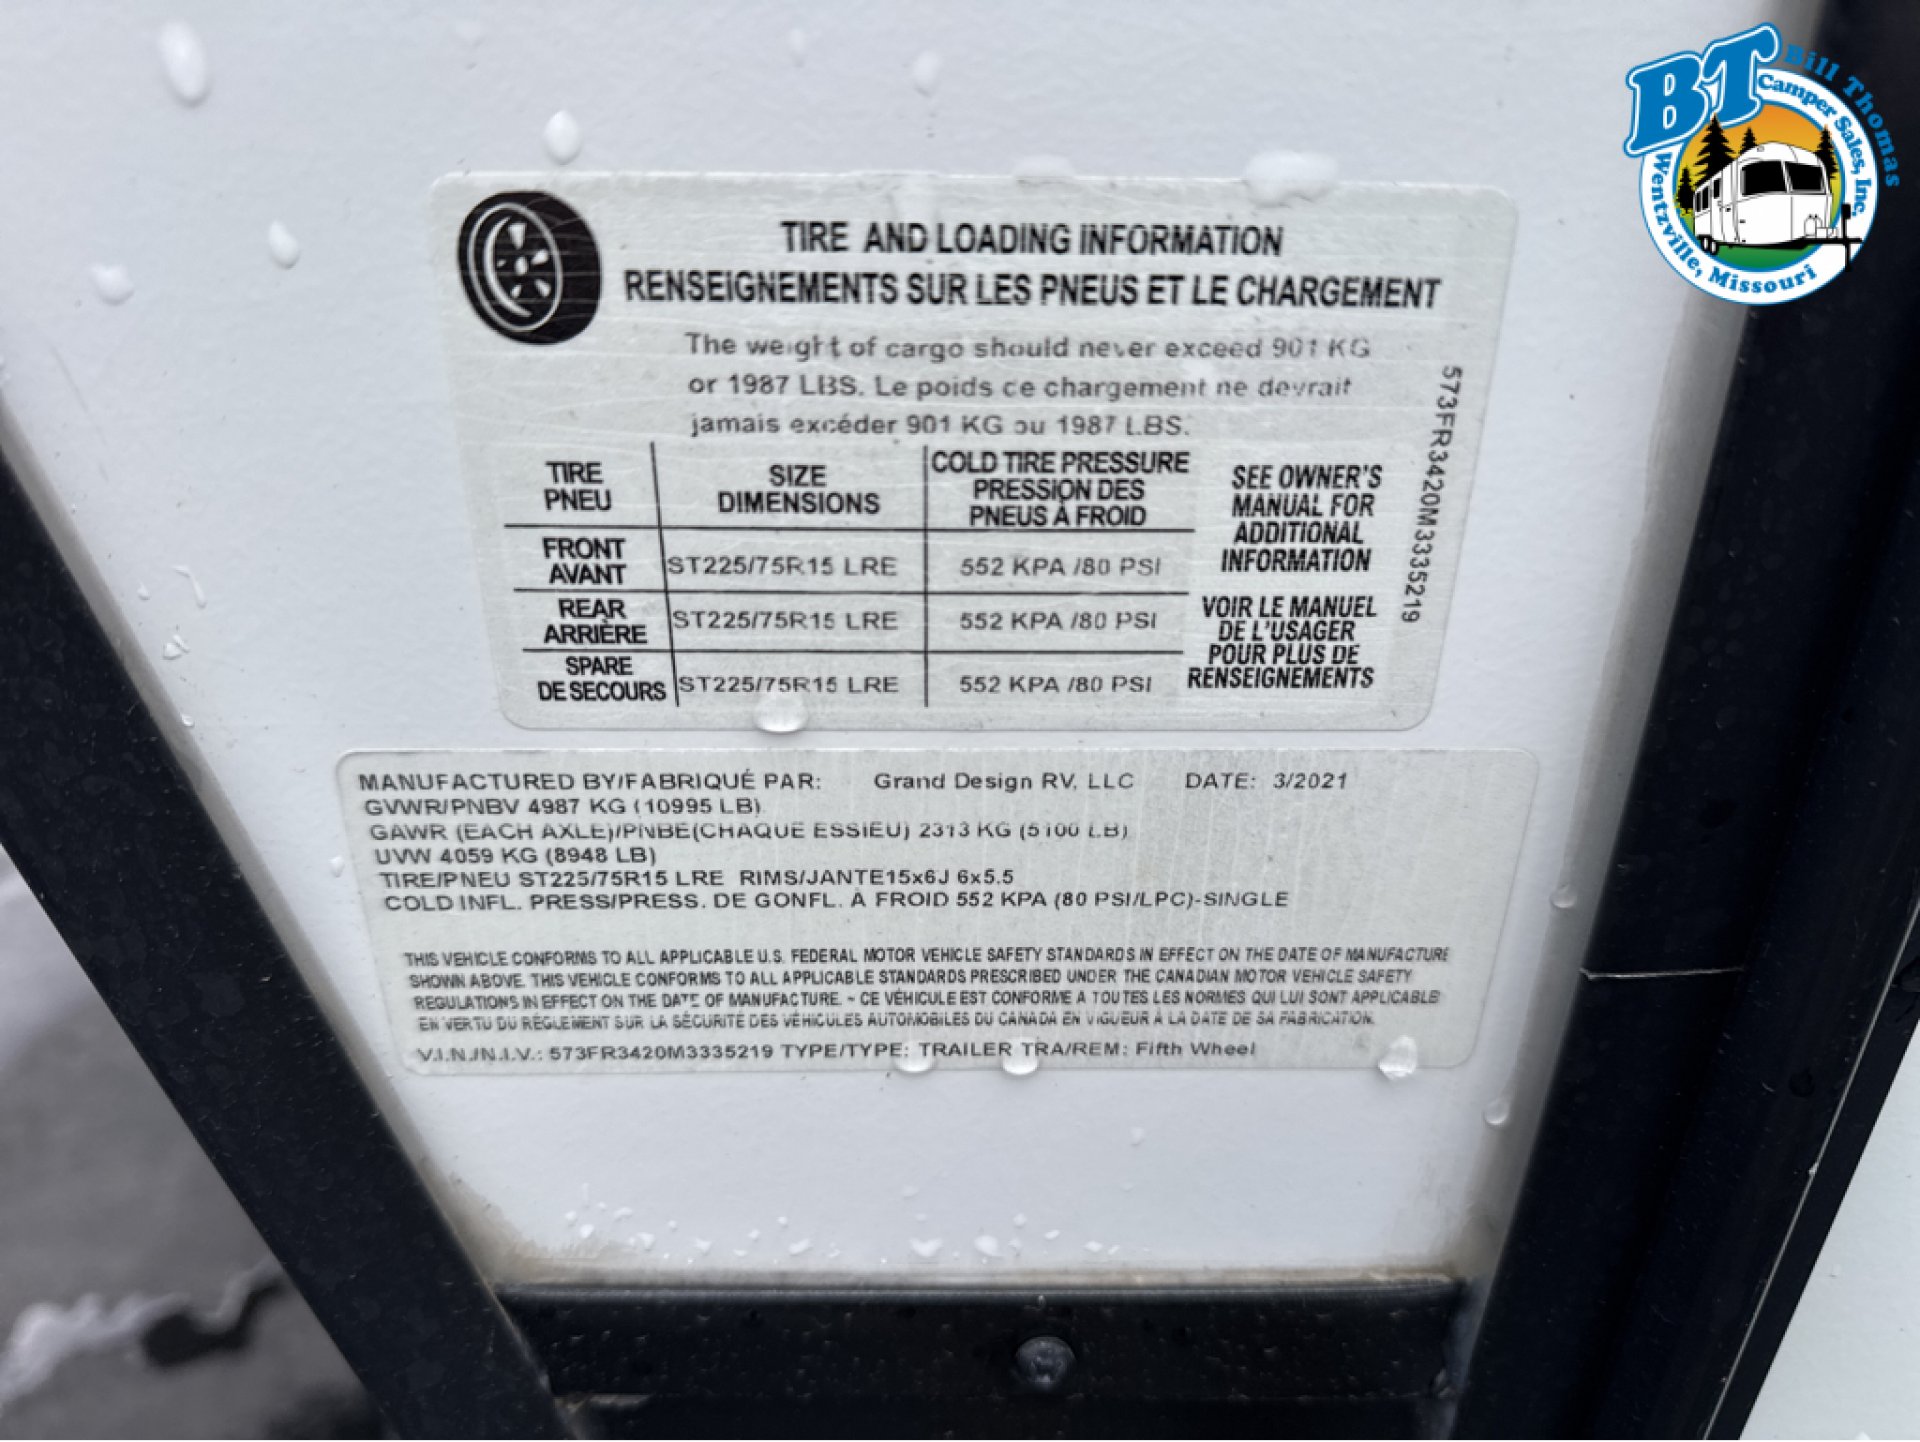 BT
Bill Thomas
Camper Sales, Inc.
Wentzville, Missouri
TIRE AND LOADING INFORMATION
RENSEIGNEMENTS SUR LES PNEUS ET LE CHARGEMENT
The weight of cargo should never exceed 901 KG
or 1987 LBS. Le poids ce chargement ne devrait
jamais excéder 901 KG ou 1987 LBS.
TIRE
PNEU
SIZE
DIMENSIONS
COLD TIRE PRESSURE
PRESSION DES
PNEUS À FROID
FRONT
AVANT
ST225/75R15 LRE
552 KPA /80 PSI
REAR
ARRIÈRE
ST225/75R15 LRE
552 KPA /80 PSI
SPARE
DE SECOURS
ST225/75R15 LRE
552 KPA /80 PSI
SEE OWNER'S
MANUAL FOR
ADDITIONAL
INFORMATION
VOIR LE MANUEL
DE L'USAGER
POUR PLUS DE
RENSEIGNEMENTS
573FR3420M3335219
MANUFACTURED BY/FABRIQUÉ PAR: Grand Design RV, LLC DATE: 3/2021
GVWR/PNBV 4987 KG (10995 LB)
GAWR (EACH AXLE)/PNBE(CHAQUE ESSIEU) 2313 KG (5100 LB)
UVW 4059 KG (8948 LB)
TIRE/PNEU ST225/75R15 LRE RIMS/JANTE15x6J 6x5.5
COLD INFL. PRESS/PRESS. DE GONFL. À FROID 552 KPA (80 PSI/LPC)-SINGLE
THIS VEHICLE CONFORMS TO ALL APPLICABLE U.S. FEDERAL MOTOR VEHICLE SAFETY STANDARDS IN EFFECT ON THE DATE OF MANUFACTURE
SHOWN ABOVE. THIS VEHICLE CONFORMS TO ALL APPLICABLE STANDARDS PRESCRIBED UNDER THE CANADIAN MOTOR VEHICLE SAFETY
REGULATIONS IN EFFECT ON THE DATE OF MANUFACTURE. - CE VÉHICULE EST CONFORME A TOUTES LES NORMES QUI LUI SONT APPLICABLE
EN VERTU DU RÈGLEMENT SUR LA SÉCURITÉ DES VÉHICULES AUTOMOBILES DU CANADA EN VIGUEUR À LA DATE DE SA FABRICATION.
V.I.N./N.I.V.: 573FR3420M3335219 TYPE/TYPE: TRAILER TRA/REM: Fifth Wheel